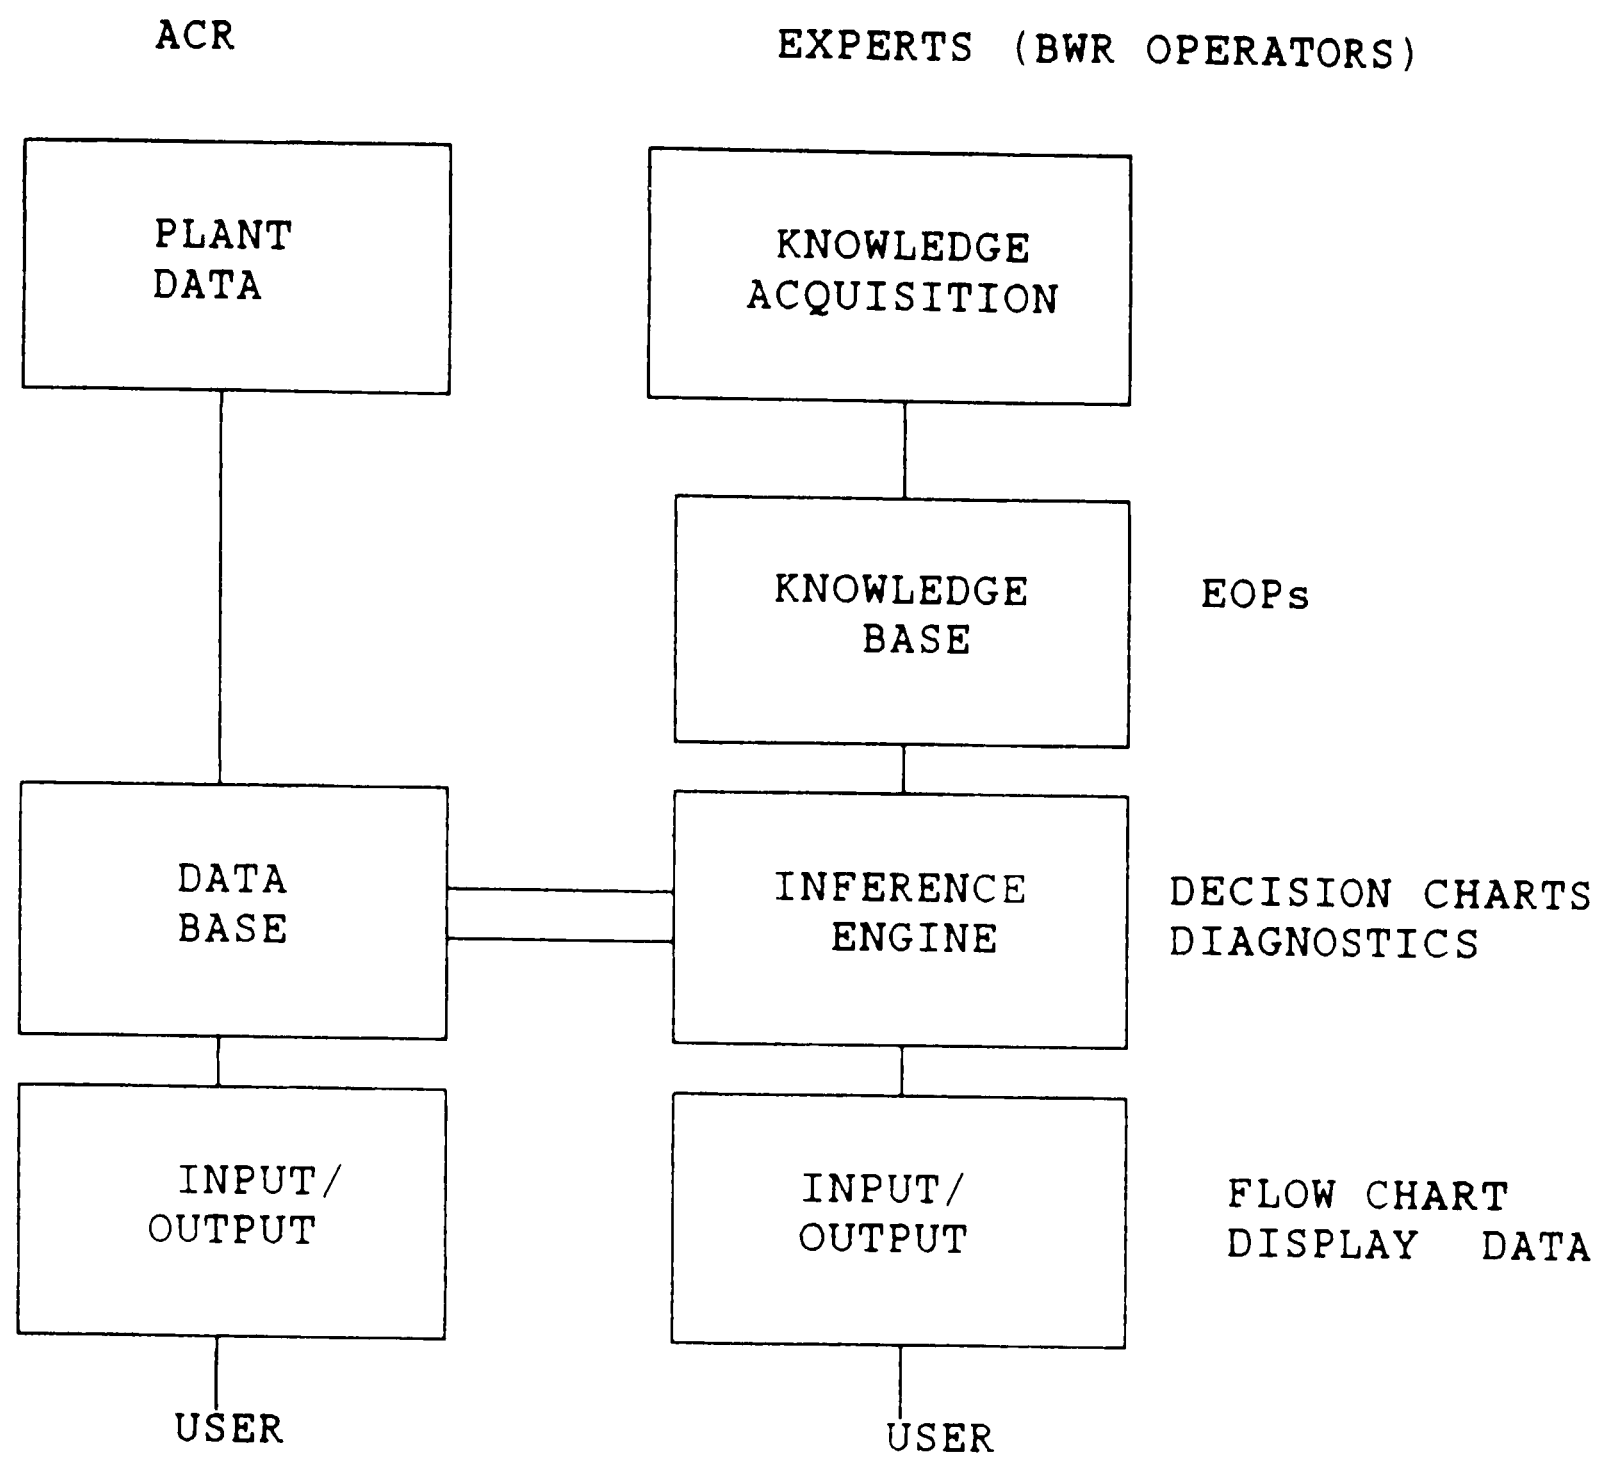 ACR
EXPERTS (BWR OPERATORS)
PLANT
DATA
KNOWLEDGE
ACQUISITION
KNOWLEDGE
BASE
EOPs
DATA
BASE
INFERENCE
ENGINE
DECISION CHARTS
DIAGNOSTICS
INPUT/
OUTPUT
INPUT/
OUTPUT
FLOW CHART
DISPLAY DATA
USER
USER